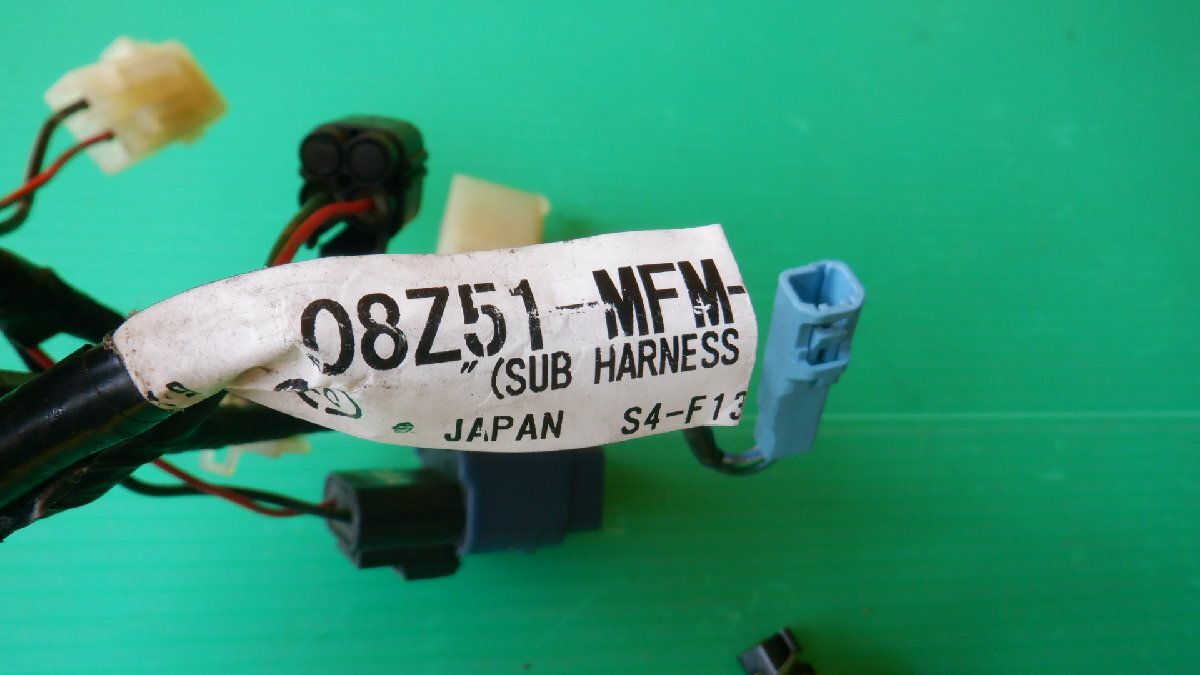 08Z51-MFM-
"(SUB HARNESS
JAPAN S4-F13